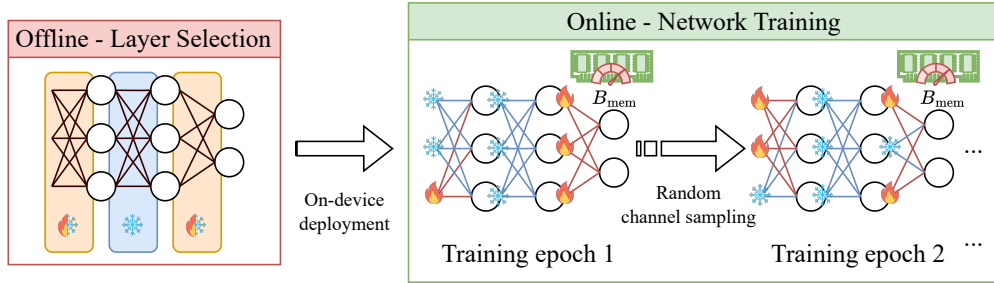 Offline - Layer Selection
On-device
deployment
Online - Network Training
B_mem
Training epoch 1
Random
channel sampling
B_mem
Training epoch 2
...
...